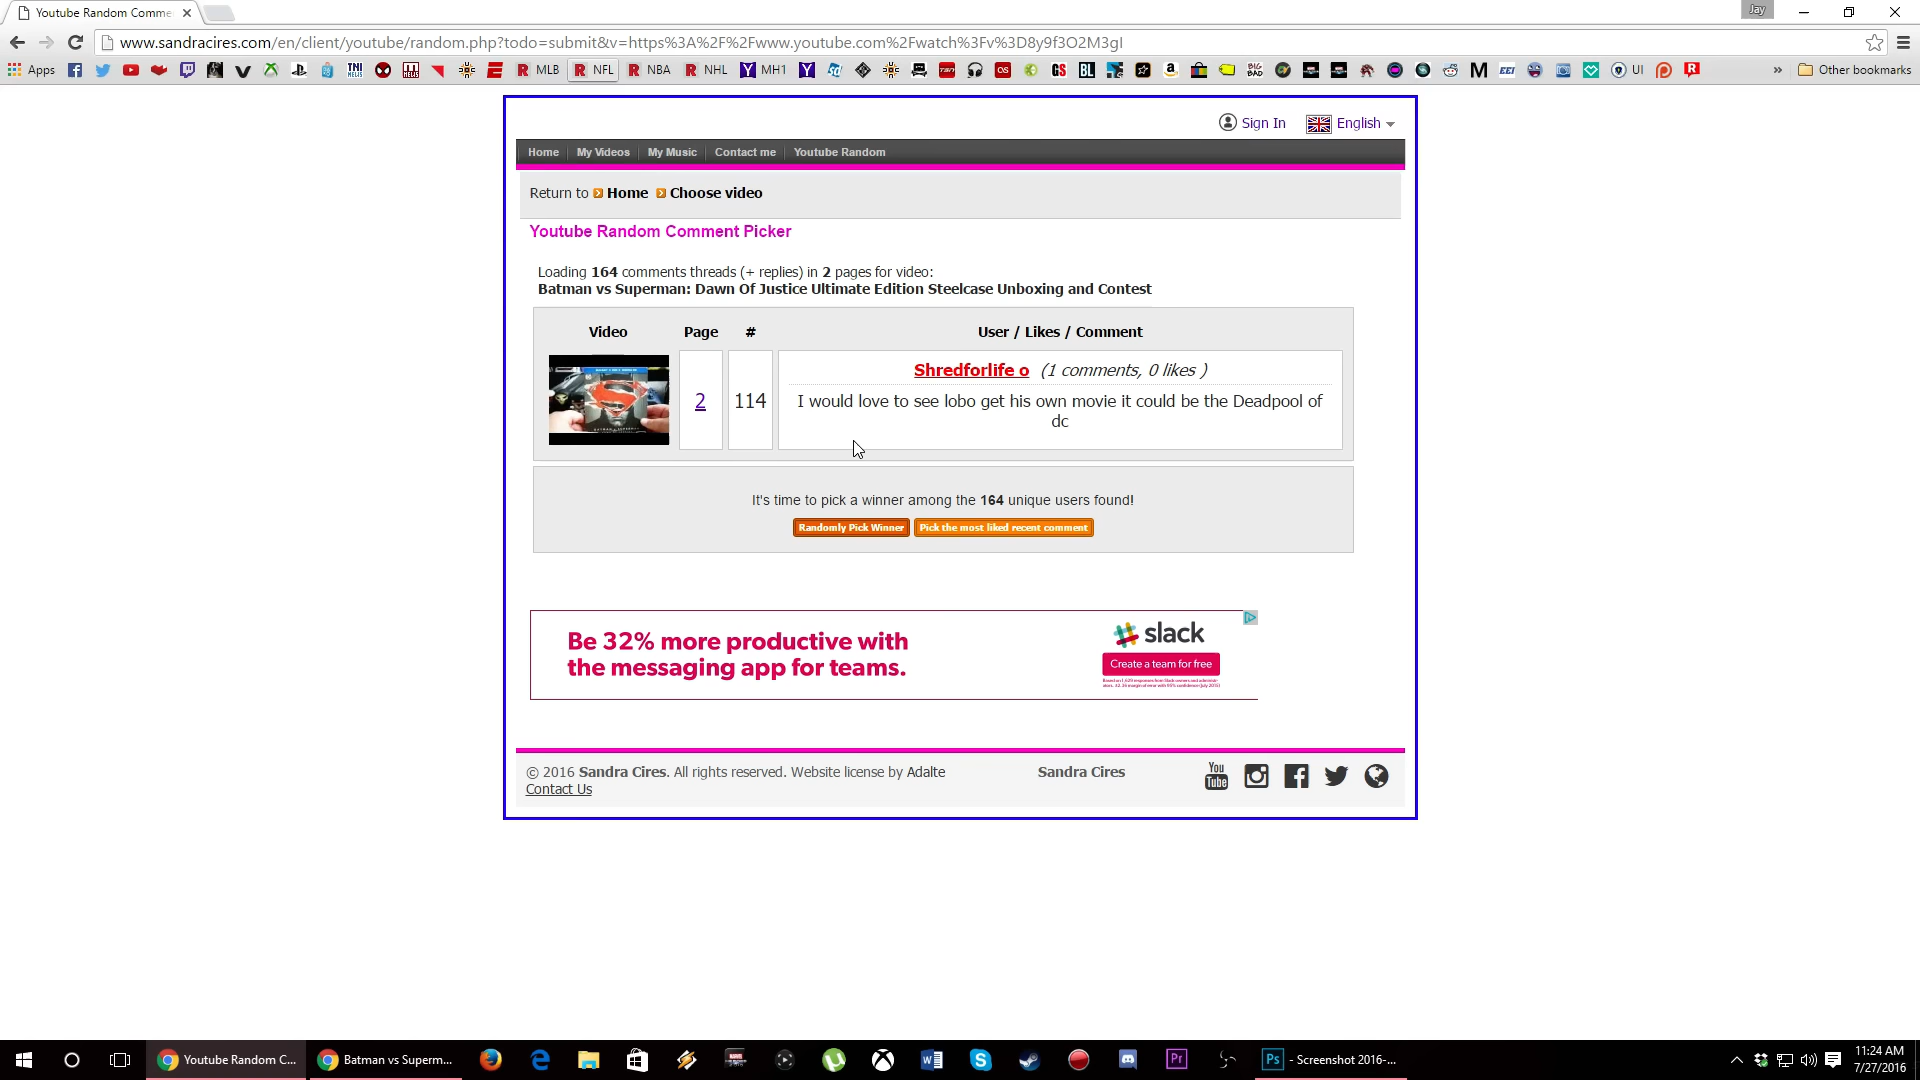 Youtube Random Comme
Jay
www.sandracires.com/en/client/youtube/random.php?todo=submit&v=https%3A%2F%2Fwww.youtube.com%2Fwatch%3Fv%3D8y9f3O2M3gI
Apps MLB NFL NBA NHL MH1 UI » Other bookmarks
Sign In English
Home My Videos My Music Contact me Youtube Random
Return to Home Choose video
Youtube Random Comment Picker
Loading 164 comments threads (+ replies) in 2 pages for video:
Batman vs Superman: Dawn Of Justice Ultimate Edition Steelcase Unboxing and Contest
Video Page # User / Likes / Comment
Shredforlife o (1 comments, 0 likes )
2 114 I would love to see lobo get his own movie it could be the Deadpool of
dc
It's time to pick a winner among the 164 unique users found!
Randomly Pick Winner Pick the most liked recent comment
Be 32% more productive with
the messaging app for teams.
slack
Create a team for free
© 2016 Sandra Cires. All rights reserved. Website license by Adalte
Contact Us
Sandra Cires
You
Tube
Youtube Random C... Batman vs Superm... - Screenshot 2016-...
11:24 AM
7/27/2016